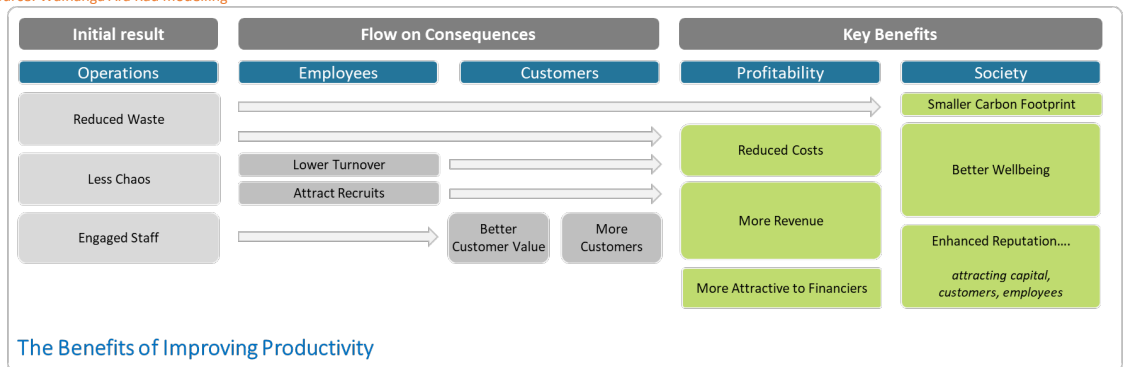 Initial result
Flow on Consequences
Key Benefits
Operations
Employees
Customers
Profitability
Society
Reduced Waste
Less Chaos
Engaged Staff
Lower Turnover
Attract Recruits
Better
Customer Value
More
Customers
Reduced Costs
More Revenue
More Attractive to Financiers
Smaller Carbon Footprint
Better Wellbeing
Enhanced Reputation....
attracting capital,
customers, employees
The Benefits of Improving Productivity